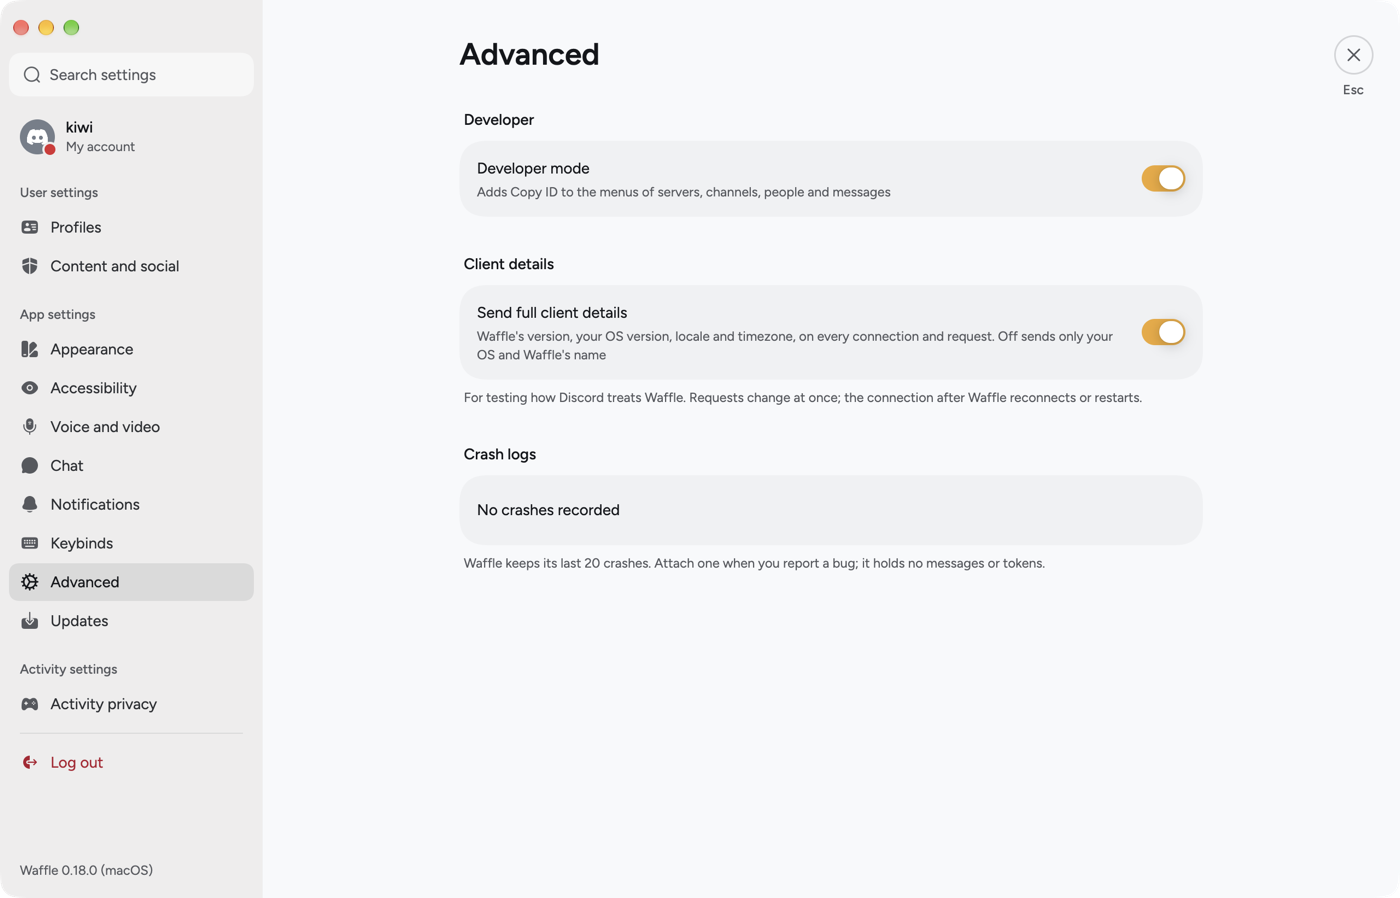 Search settings
kiwi
My account
User settings
Profiles
Content and social
App settings
Appearance
Accessibility
Voice and video
Chat
Notifications
Keybinds
Advanced
Updates
Activity settings
Activity privacy
Log out
Waffle 0.18.0 (macOS)
Advanced
Esc
Developer
Developer mode
Adds Copy ID to the menus of servers, channels, people and messages
Client details
Send full client details
Waffle's version, your OS version, locale and timezone, on every connection and request. Off sends only your
OS and Waffle's name
For testing how Discord treats Waffle. Requests change at once; the connection after Waffle reconnects or restarts.
Crash logs
No crashes recorded
Waffle keeps its last 20 crashes. Attach one when you report a bug; it holds no messages or tokens.